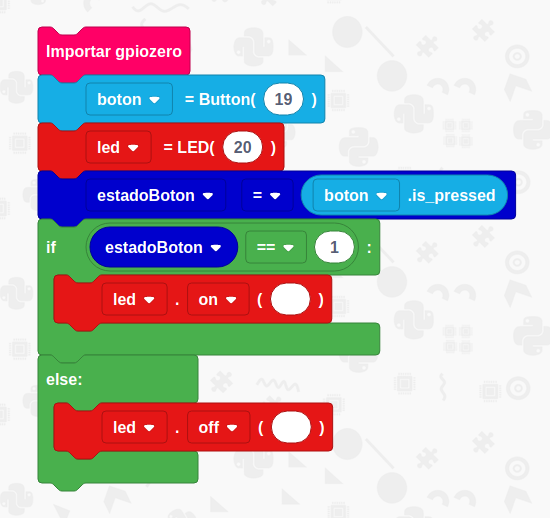 Importar gpiozero
boton = Button( 19 )
led = LED( 20 )
estadoBoton = boton .is_pressed
if estadoBoton == 1 :
led . on ( )
else:
led . off ( )